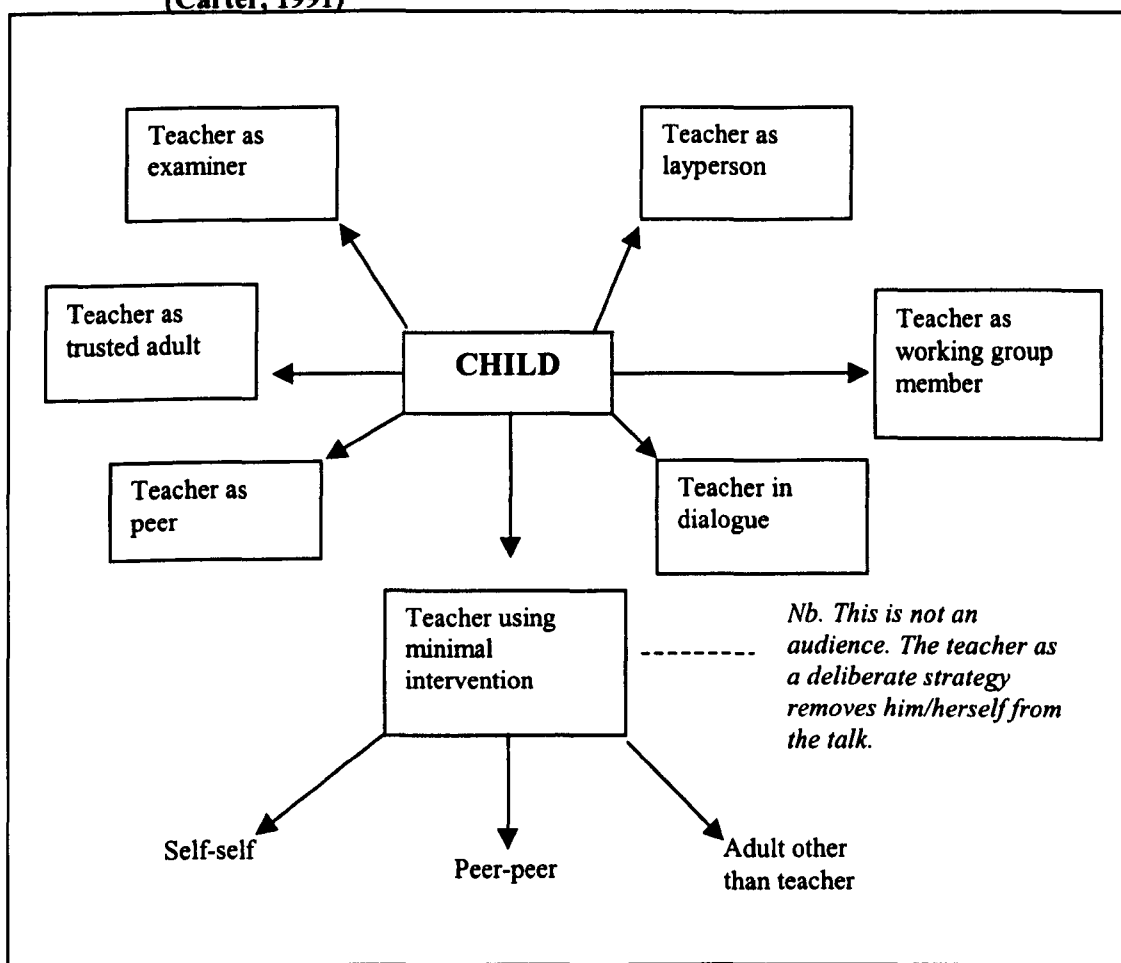 (Carter, 1991)
Teacher as
examiner
Teacher as
layperson
Teacher as
trusted adult
CHILD
Teacher as
working group
member
Teacher as
peer
Teacher in
dialogue
Teacher using
minimal
intervention
Nb. This is not an
audience. The teacher as
a deliberate strategy
removes him/herself from
the talk.
Self-self
Peer-peer
Adult other
than teacher